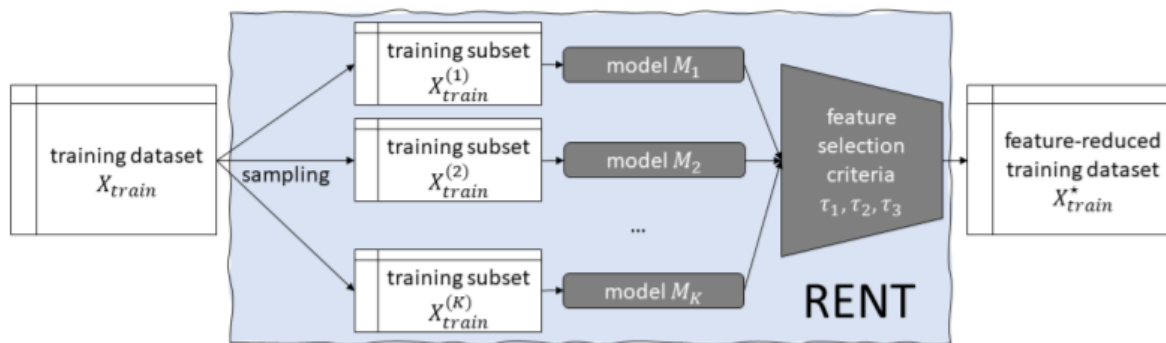 training dataset
X_train
sampling
training subset
X_train^(1)
training subset
X_train^(2)
training subset
X_train^(K)
model M_1
model M_2
...
model M_K
feature
selection
criteria
τ_1, τ_2, τ_3
RENT
feature-reduced
training dataset
X_train^⋆